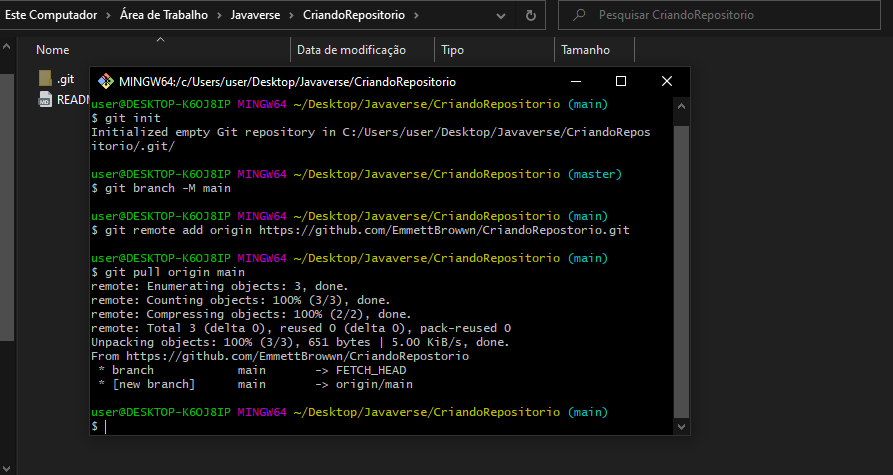 Este Computador > Área de Trabalho > Javaverse > CriandoRepositorio >
Pesquisar CriandoRepositorio
Nome Data de modificação Tipo Tamanho
.git
MINGW64:/c/Users/user/Desktop/Javaverse/CriandoRepositorio
user@DESKTOP-K6OJ8IP MINGW64 ~/Desktop/Javaverse/CriandoRepositorio (main)
$ git init
Initialized empty Git repository in C:/Users/user/Desktop/Javaverse/CriandoRepos
itorio/.git/
user@DESKTOP-K6OJ8IP MINGW64 ~/Desktop/Javaverse/CriandoRepositorio (master)
$ git branch -M main
user@DESKTOP-K6OJ8IP MINGW64 ~/Desktop/Javaverse/CriandoRepositorio (main)
$ git remote add origin https://github.com/EmmettBrowwn/CriandoRepostorio.git
user@DESKTOP-K6OJ8IP MINGW64 ~/Desktop/Javaverse/CriandoRepositorio (main)
$ git pull origin main
remote: Enumerating objects: 3, done.
remote: Counting objects: 100% (3/3), done.
remote: Compressing objects: 100% (2/2), done.
remote: Total 3 (delta 0), reused 0 (delta 0), pack-reused 0
Unpacking objects: 100% (3/3), 651 bytes | 5.00 KiB/s, done.
From https://github.com/EmmettBrowwn/CriandoRepostorio
* branch main -> FETCH_HEAD
* [new branch] main -> origin/main
user@DESKTOP-K6OJ8IP MINGW64 ~/Desktop/Javaverse/CriandoRepositorio (main)
$